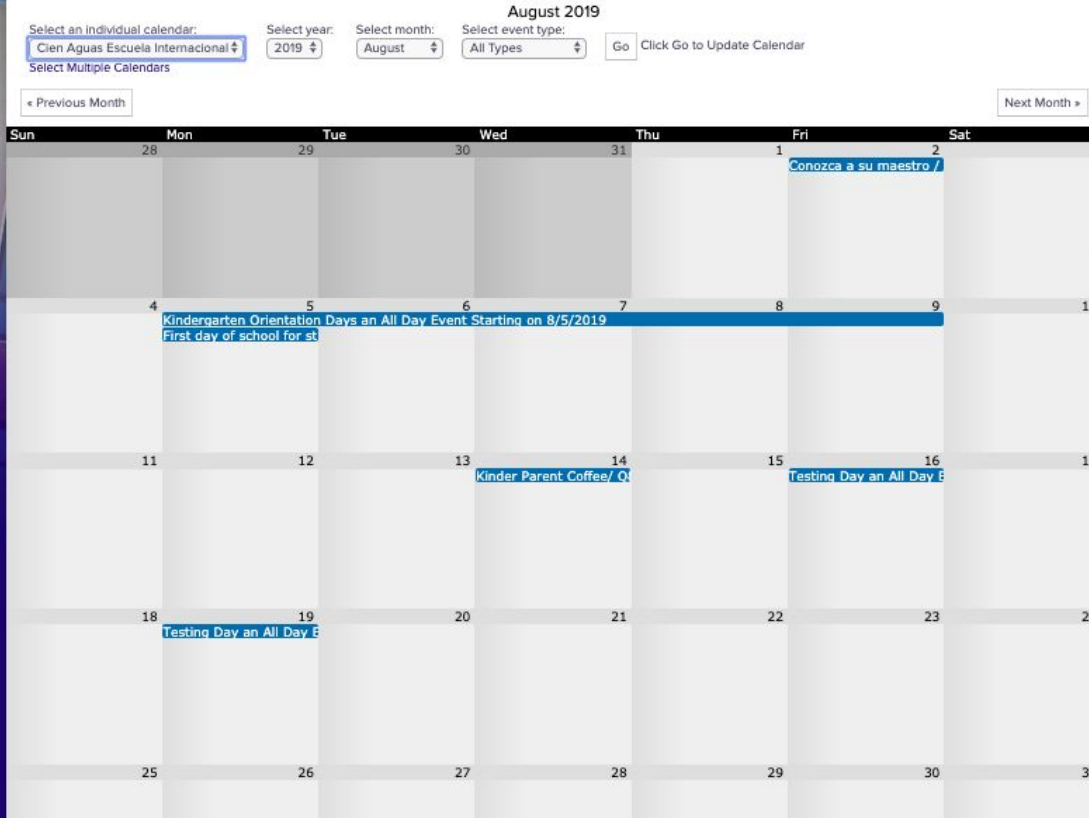 August 2019
Select an individual calendar: Select year: Select month: Select event type:
Cien Aguas Escuela Internacional 2019 August All Types Go Click Go to Update Calendar
Select Multiple Calendars
« Previous Month Next Month »
Sun Mon Tue Wed Thu Fri Sat
28 29 30 31 1 2
Conozca a su maestro /
4 5 6 7 8 9 1
Kindergarten Orientation Days an All Day Event Starting on 8/5/2019
First day of school for st
11 12 13 14 15 16 1
Kinder Parent Coffee/ Testing Day an All Day E
18 19 20 21 22 23 2
Testing Day an All Day E
25 26 27 28 29 30 3